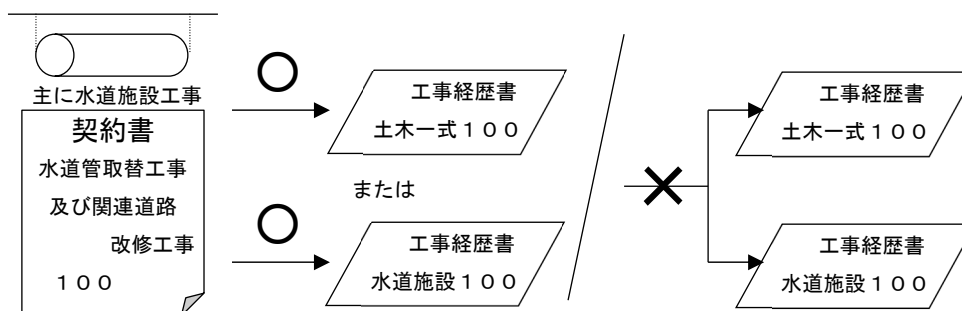 主に水道施設工事
契約書
水道管取替工事
及び関連道路
改修工事
１００
工事経歴書
土木一式１００
または
工事経歴書
水道施設１００
工事経歴書
土木一式１００
工事経歴書
水道施設１００